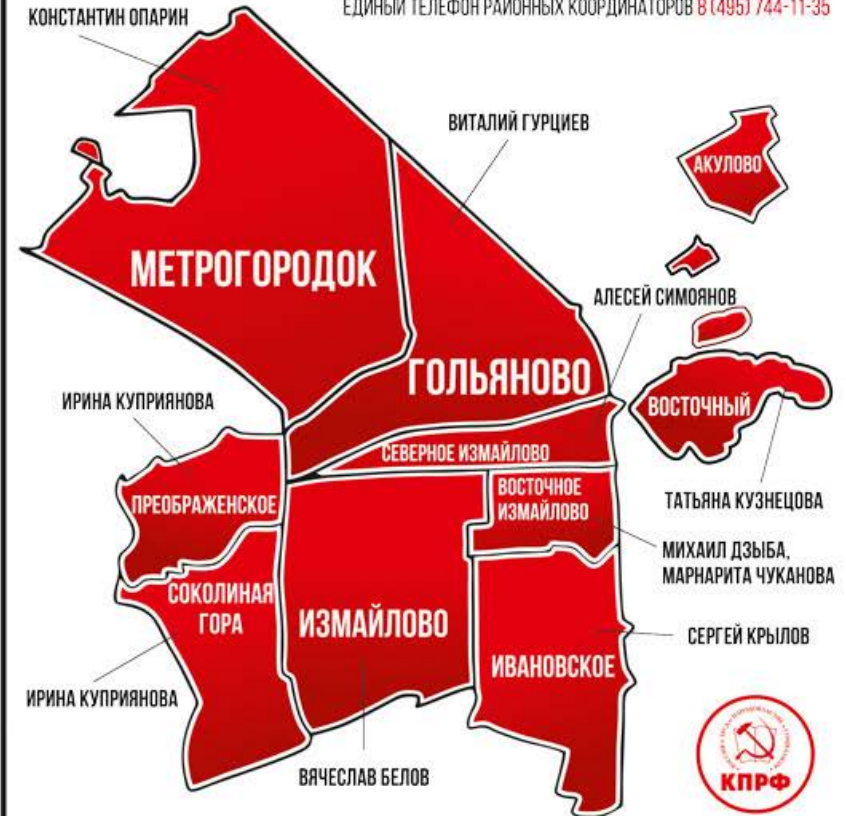 ЕДИНЫЙ ТЕЛЕФОН РАЙОННЫХ КООРДИНАТОРОВ 8 (495) 744-11-35
КОНСТАНТИН ОПАРИН
ВИТАЛИЙ ГУРЦИЕВ
АКУЛОВО
МЕТРОГОРОДОК
АЛЕСЕЙ СИМОЯНОВ
ГОЛЬЯНОВО
ВОСТОЧНЫЙ
ИРИНА КУПРИЯНОВА
СЕВЕРНОЕ ИЗМАЙЛОВО
ПРЕОБРАЖЕНСКОЕ
ВОСТОЧНОЕ
ИЗМАЙЛОВО
ТАТЬЯНА КУЗНЕЦОВА
МИХАИЛ ДЗЫБА,
МАРНАРИТА ЧУКАНОВА
СОКОЛИНАЯ
ГОРА
ИЗМАЙЛОВО
СЕРГЕЙ КРЫЛОВ
ИВАНОВСКОЕ
ИРИНА КУПРИЯНОВА
ВЯЧЕСЛАВ БЕЛОВ
КПРФ